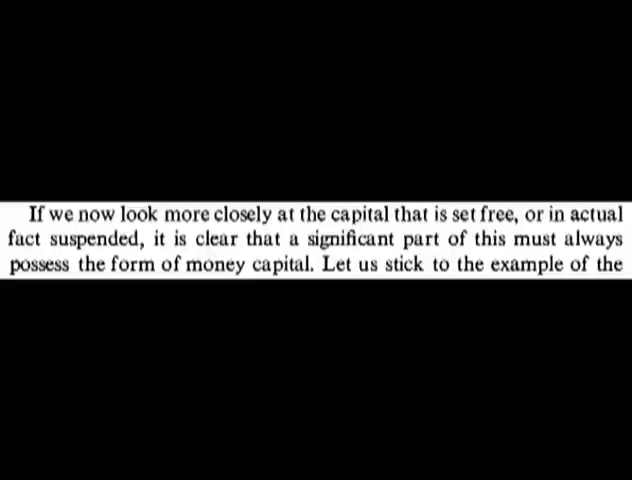 If we now look more closely at the capital that is set free, or in actual
fact suspended, it is clear that a significant part of this must always
possess the form of money capital. Let us stick to the example of the